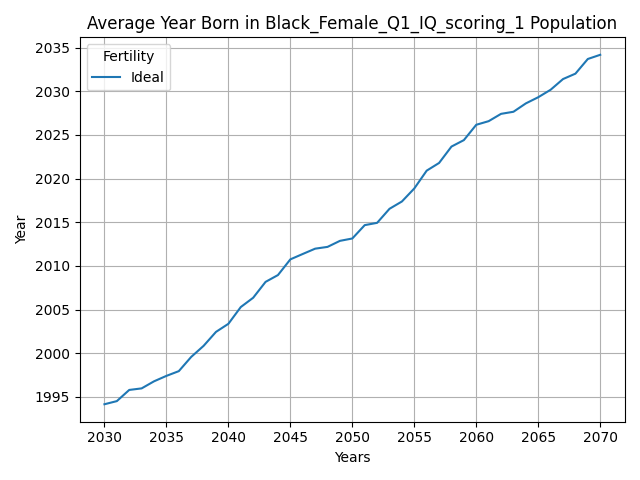 Average Year Born in Black_Female_Q1_IQ_scoring_1 Population
Fertility
Ideal
Year
2035
2030
2025
2020
2015
2010
2005
2000
1995
2030 2035 2040 2045 2050 2055 2060 2065 2070
Years